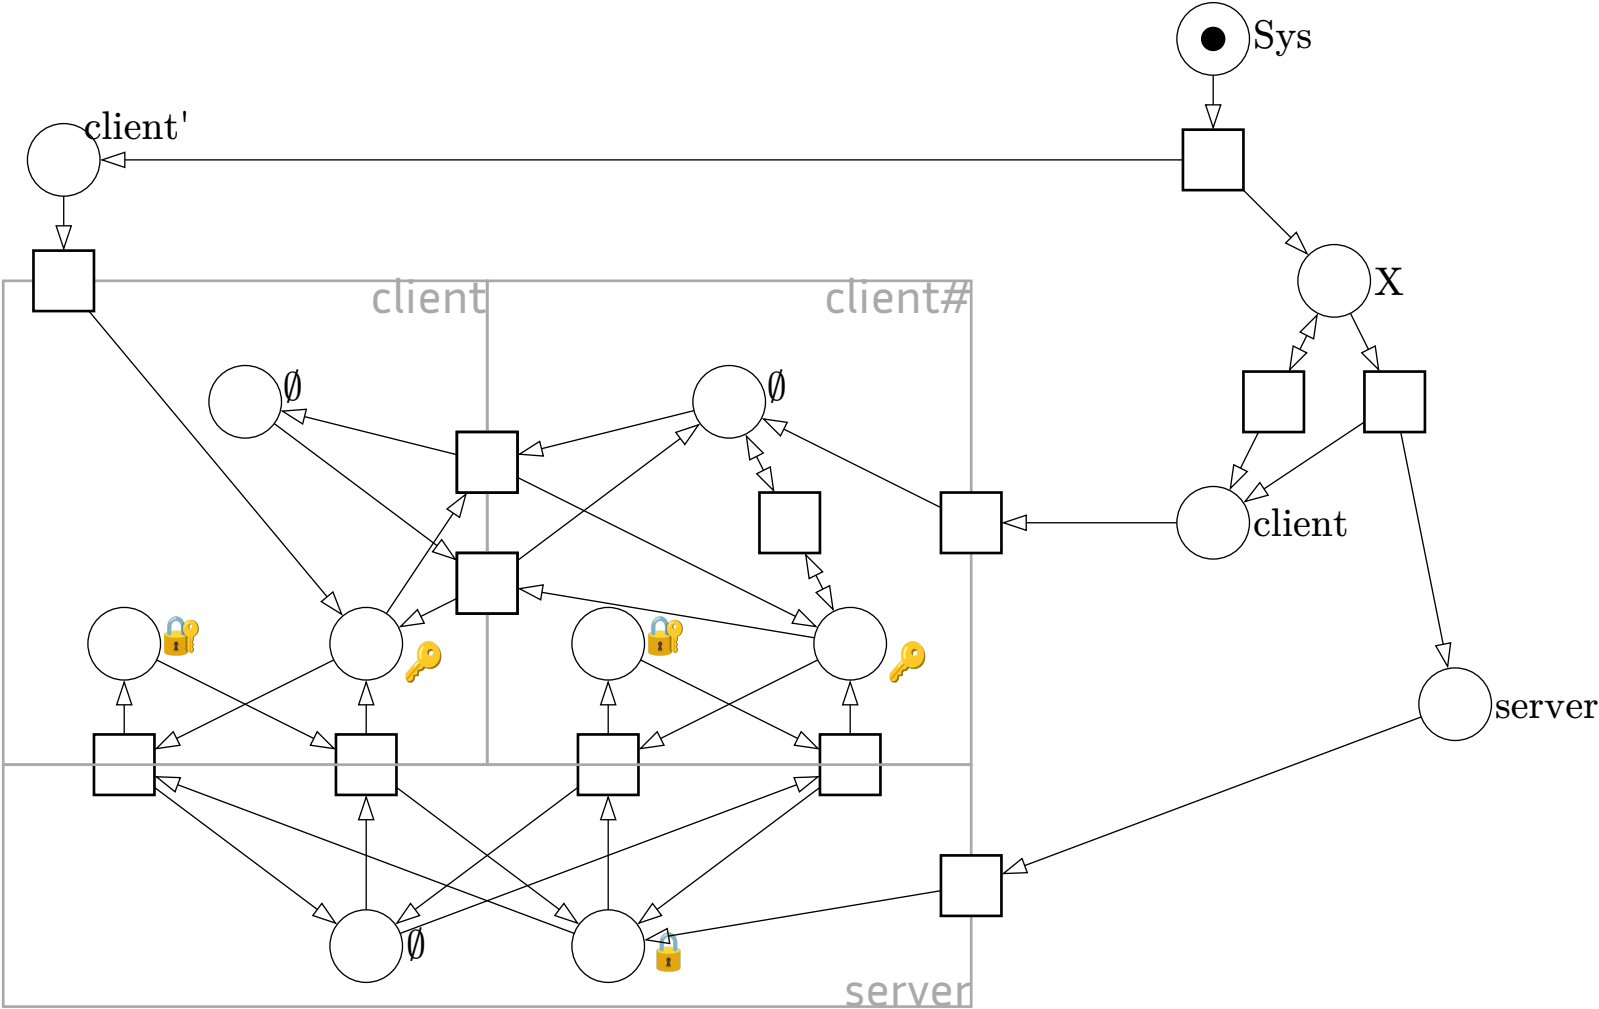 Sys
client'
client
client#
X
∅
∅
client
🔐
🔑
🔐
🔑
server
∅
🔒
server